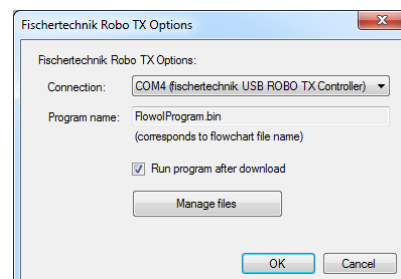 Fischertechnik Robo TX Options
Fischertechnik Robo TX Options:
Connection: COM4 (fischertechnik USB ROBO TX Controller)
Program name: FlowolProgram.bin
(corresponds to flowchart file name)
Run program after download
Manage files
OK Cancel